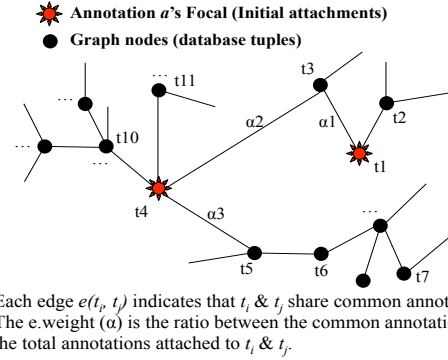 Annotation a's Focal (Initial attachments)
Graph nodes (database tuples)
... t11
t3
...
α2
α1
t2
... t10
t1
...
t4
α3
...
t5
t6
t7
Each edge e(ti, tj) indicates that ti & tj share common annot
The e.weight (α) is the ratio between the common annotati
the total annotations attached to ti & tj.